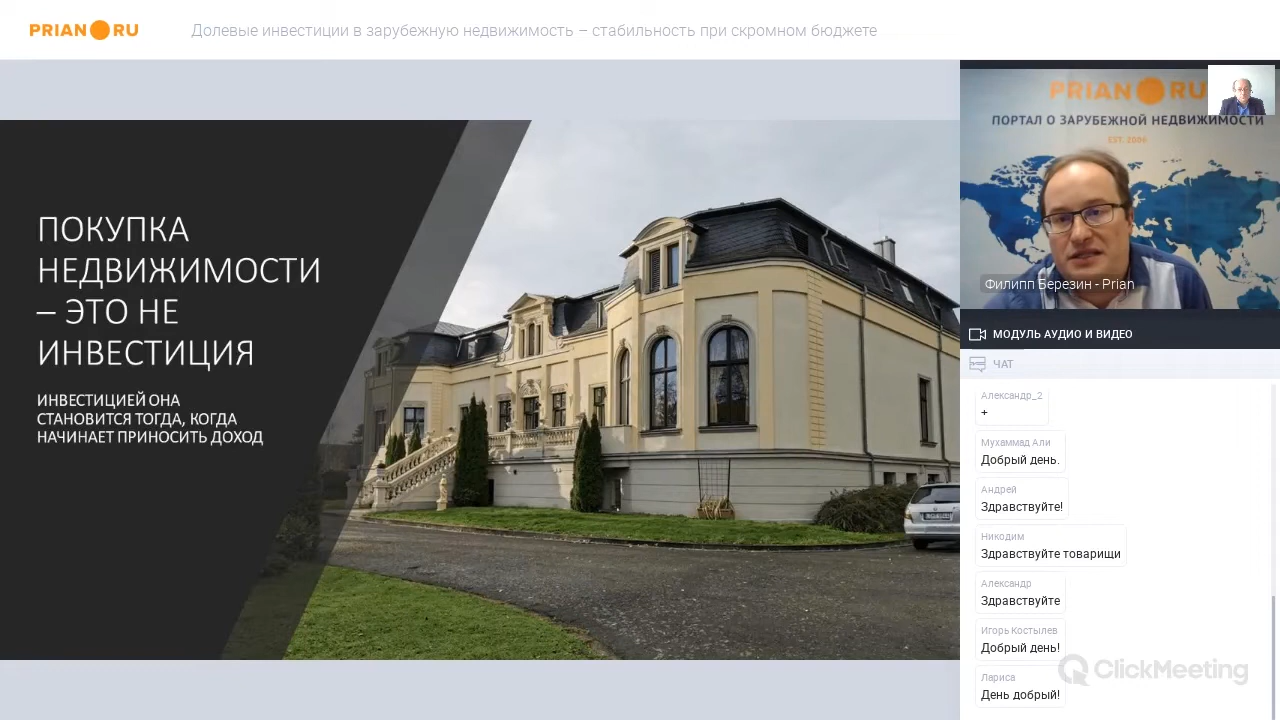 PRIAN RU
Долевые инвестиции в зарубежную недвижимость – стабильность при скромном бюджете
ПОКУПКА
НЕДВИЖИМОСТИ
– ЭТО НЕ
ИНВЕСТИЦИЯ
ИНВЕСТИЦИЕЙ ОНА
СТАНОВИТСЯ ТОГДА, КОГДА
НАЧИНАЕТ ПРИНОСИТЬ ДОХОД
PRIAN RU
ПОРТАЛ О ЗАРУБЕЖНОЙ НЕДВИЖИМОСТИ
EST. 2006
Филипп Березин - Prian
МОДУЛЬ АУДИО И ВИДЕО
ЧАТ
Александр_2
+
Мухаммад Али
Добрый день.
Андрей
Здравствуйте!
Никодим
Здравствуйте товарищи
Александр
Здравствуйте
Игорь Костылев
Добрый день!
Лариса
День добрый!
ClickMeeting